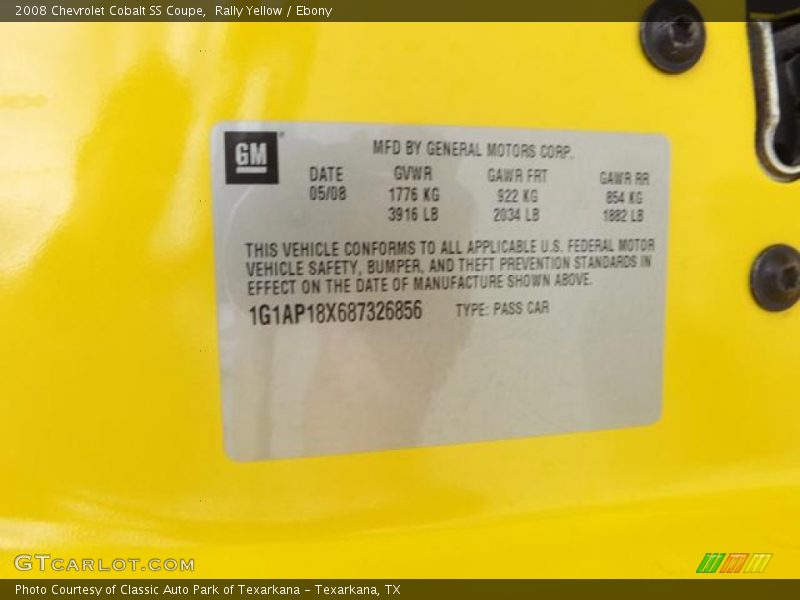 2008 Chevrolet Cobalt SS Coupe, Rally Yellow / Ebony
GM
MFD BY GENERAL MOTORS CORP.
DATE GVWR GAWR FRT GAWR RR
05/08 1776 KG 922 KG 854 KG
3916 LB 2034 LB 1882 LB
THIS VEHICLE CONFORMS TO ALL APPLICABLE U.S. FEDERAL MOTOR
VEHICLE SAFETY, BUMPER, AND THEFT PREVENTION STANDARDS IN
EFFECT ON THE DATE OF MANUFACTURE SHOWN ABOVE.
1G1AP18X687326856 TYPE: PASS CAR
GTCARLOT.COM
Photo Courtesy of Classic Auto Park of Texarkana - Texarkana, TX